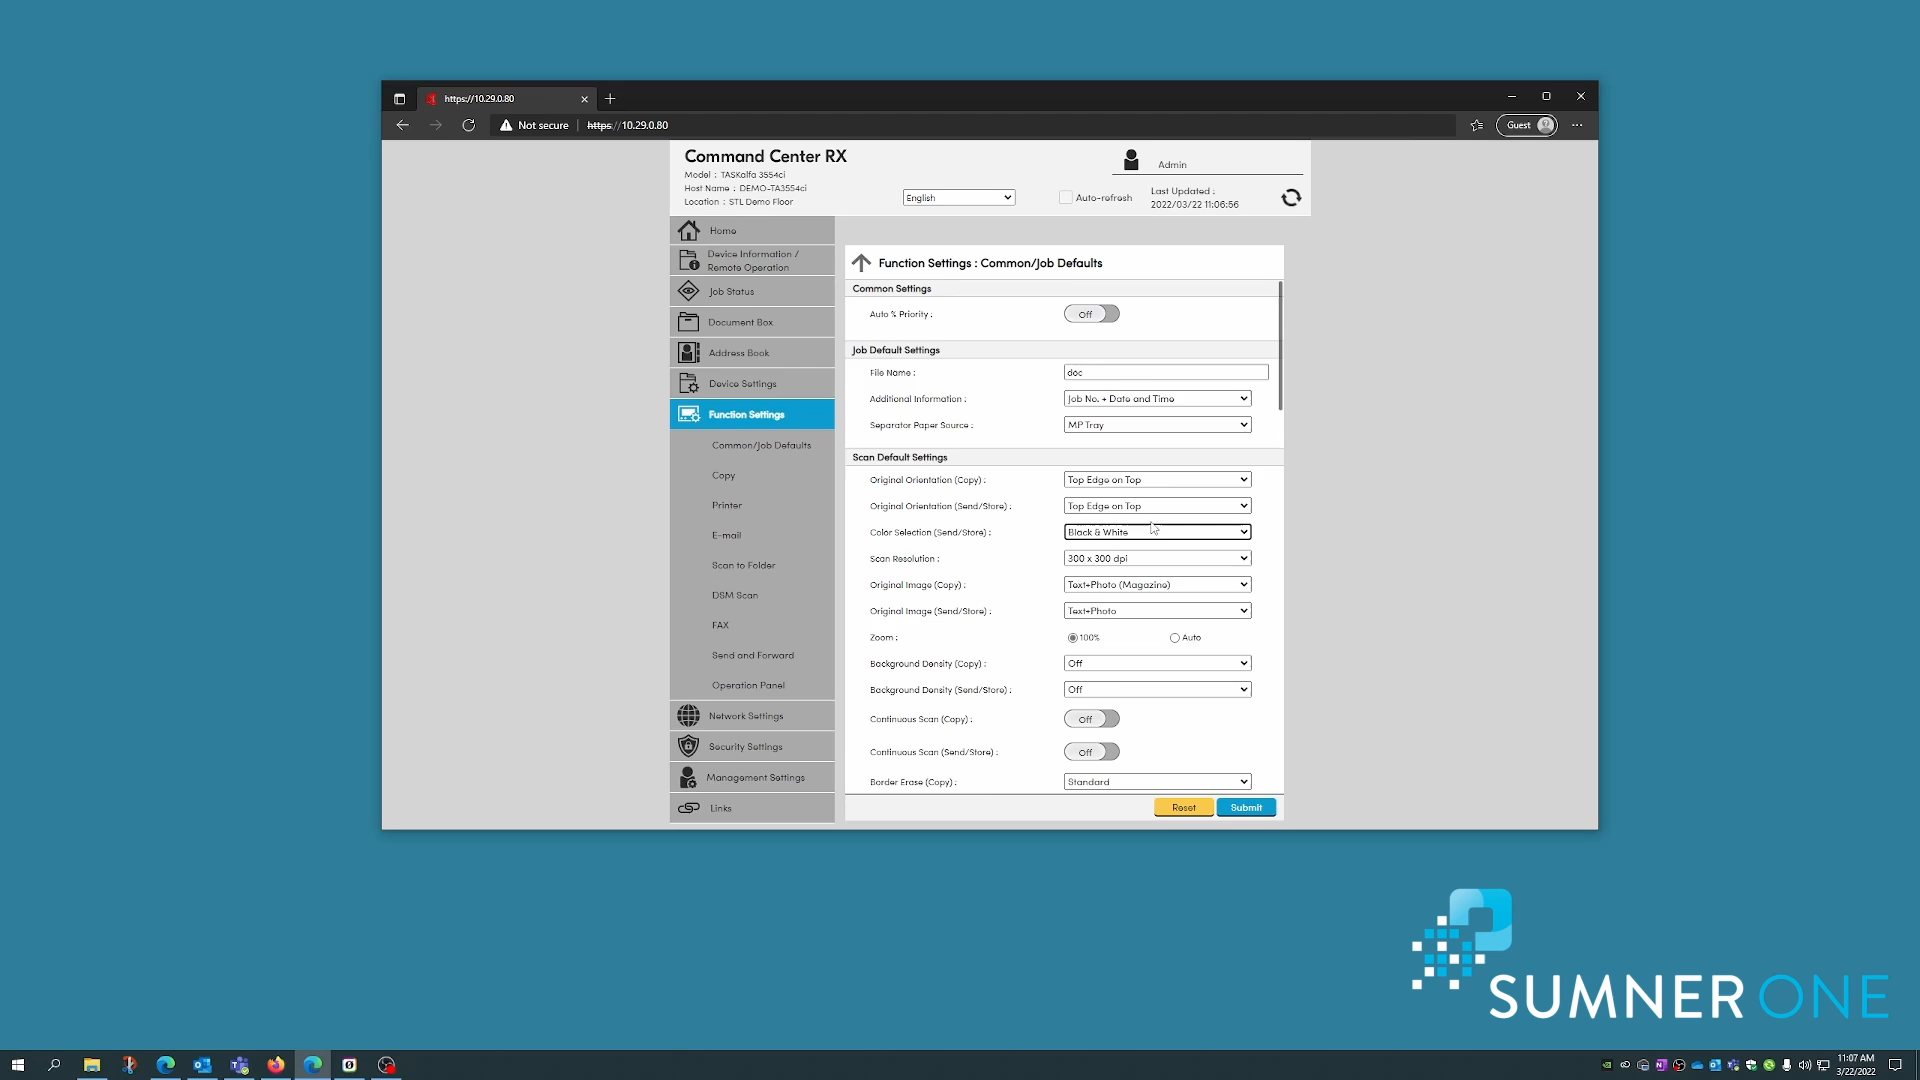 https://10.29.0.80
Not secure
https://10.29.0.80
Guest
Command Center RX
Model : TASKalfa 3554ci
Host Name : DEMO-TA3554ci
Location : STL Demo Floor
English
Auto-refresh
Admin
Last Updated :
2022/03/22 11:06:56
Home
Device Information /
Remote Operation
Job Status
Document Box
Address Book
Device Settings
Function Settings
Common/Job Defaults
Copy
Printer
E-mail
Scan to Folder
DSM Scan
FAX
Send and Forward
Operation Panel
Network Settings
Security Settings
Management Settings
Links
Function Settings : Common/Job Defaults
Common Settings
Auto % Priority : Off
Job Default Settings
File Name : doc
Additional Information : Job No. + Date and Time
Separator Paper Source : MP Tray
Scan Default Settings
Original Orientation (Copy) : Top Edge on Top
Original Orientation (Send/Store) : Top Edge on Top
Color Selection (Send/Store) : Black & White
Scan Resolution : 300 x 300 dpi
Original Image (Copy) : Text+Photo (Magazine)
Original Image (Send/Store) : Text+Photo
Zoom : 100% Auto
Background Density (Copy) : Off
Background Density (Send/Store) : Off
Continuous Scan (Copy) : Off
Continuous Scan (Send/Store) : Off
Border Erase (Copy) : Standard
Reset Submit
SUMNERONE
11:07 AM
3/22/2022